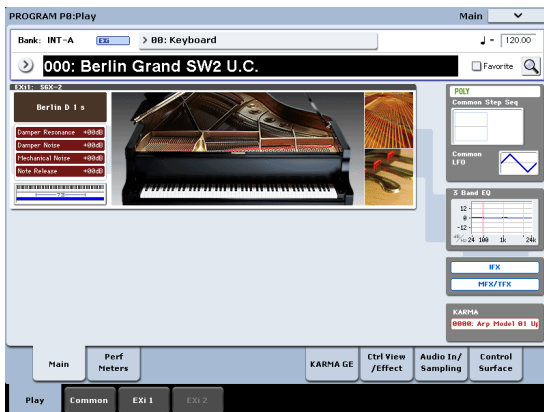 PROGRAM P0:Play
Main
Bank: INT-A
EXi
> 00: Keyboard
♩ = 120.00
000: Berlin Grand SW2 U.C.
Favorite
EXi1: SGX-2
Berlin D 1 s
Damper Resonance +00dB
Damper Noise +00dB
Mechanical Noise +00dB
Note Release +00dB
73
POLY
Common Step Seq
Common
LFO
3 Band EQ
12
0
-12
dB/Hz 24 100 1k 24k
IFX
MFX/TFX
KARMA
0000: Arp Model 01 Up
Main
Perf
Meters
KARMA GE
Ctrl View
/Effect
Audio In/
Sampling
Control
Surface
Play
Common
EXi 1
EXi 2